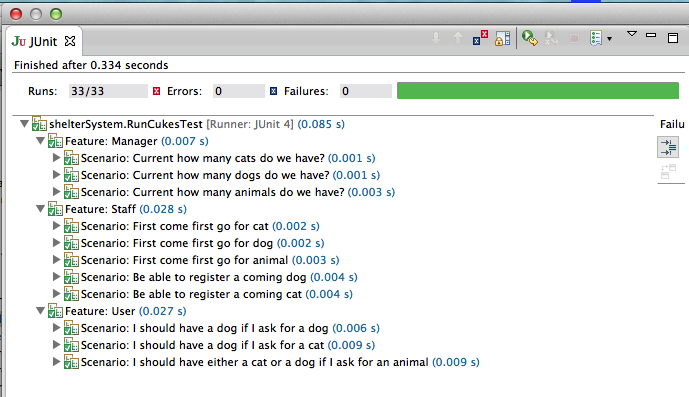 JUnit
Finished after 0.334 seconds
Runs: 33/33 Errors: 0 Failures: 0
shelterSystem.RunCukesTest [Runner: JUnit 4] (0.085 s)
Failu
Feature: Manager (0.007 s)
Scenario: Current how many cats do we have? (0.001 s)
Scenario: Current how many dogs do we have? (0.001 s)
Scenario: Current how many animals do we have? (0.003 s)
Feature: Staff (0.028 s)
Scenario: First come first go for cat (0.002 s)
Scenario: First come first go for dog (0.002 s)
Scenario: First come first go for animal (0.003 s)
Scenario: Be able to register a coming dog (0.004 s)
Scenario: Be able to register a coming cat (0.004 s)
Feature: User (0.027 s)
Scenario: I should have a dog if I ask for a dog (0.006 s)
Scenario: I should have a dog if I ask for a cat (0.009 s)
Scenario: I should have either a cat or a dog if I ask for an animal (0.009 s)